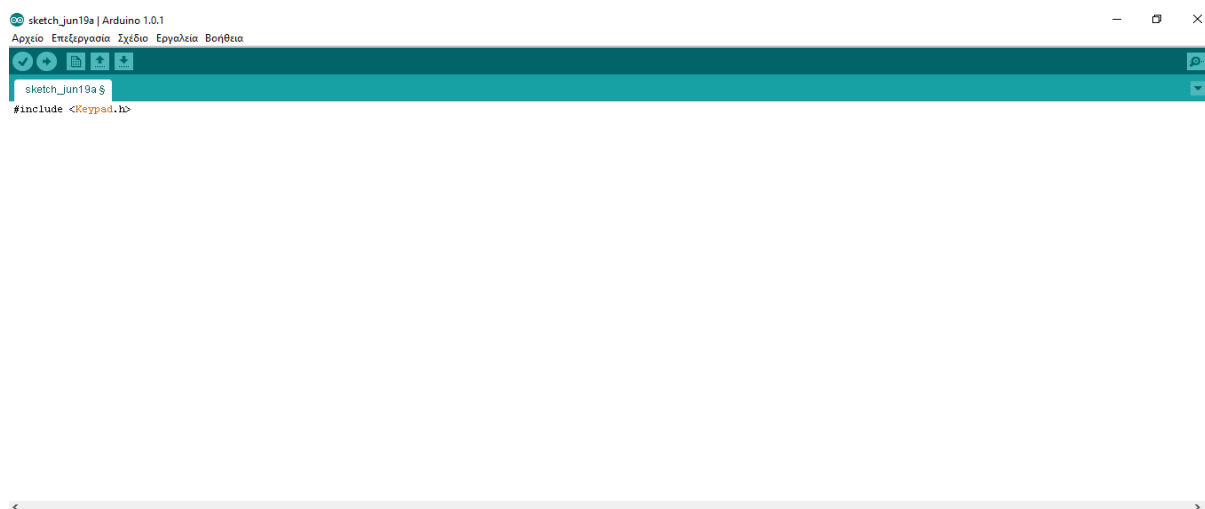 sketch_jun19a | Arduino 1.0.1
Αρχείο Επεξεργασία Σχέδιο Εργαλεία Βοήθεια
sketch_jun19a §
#include <Keypad.h>